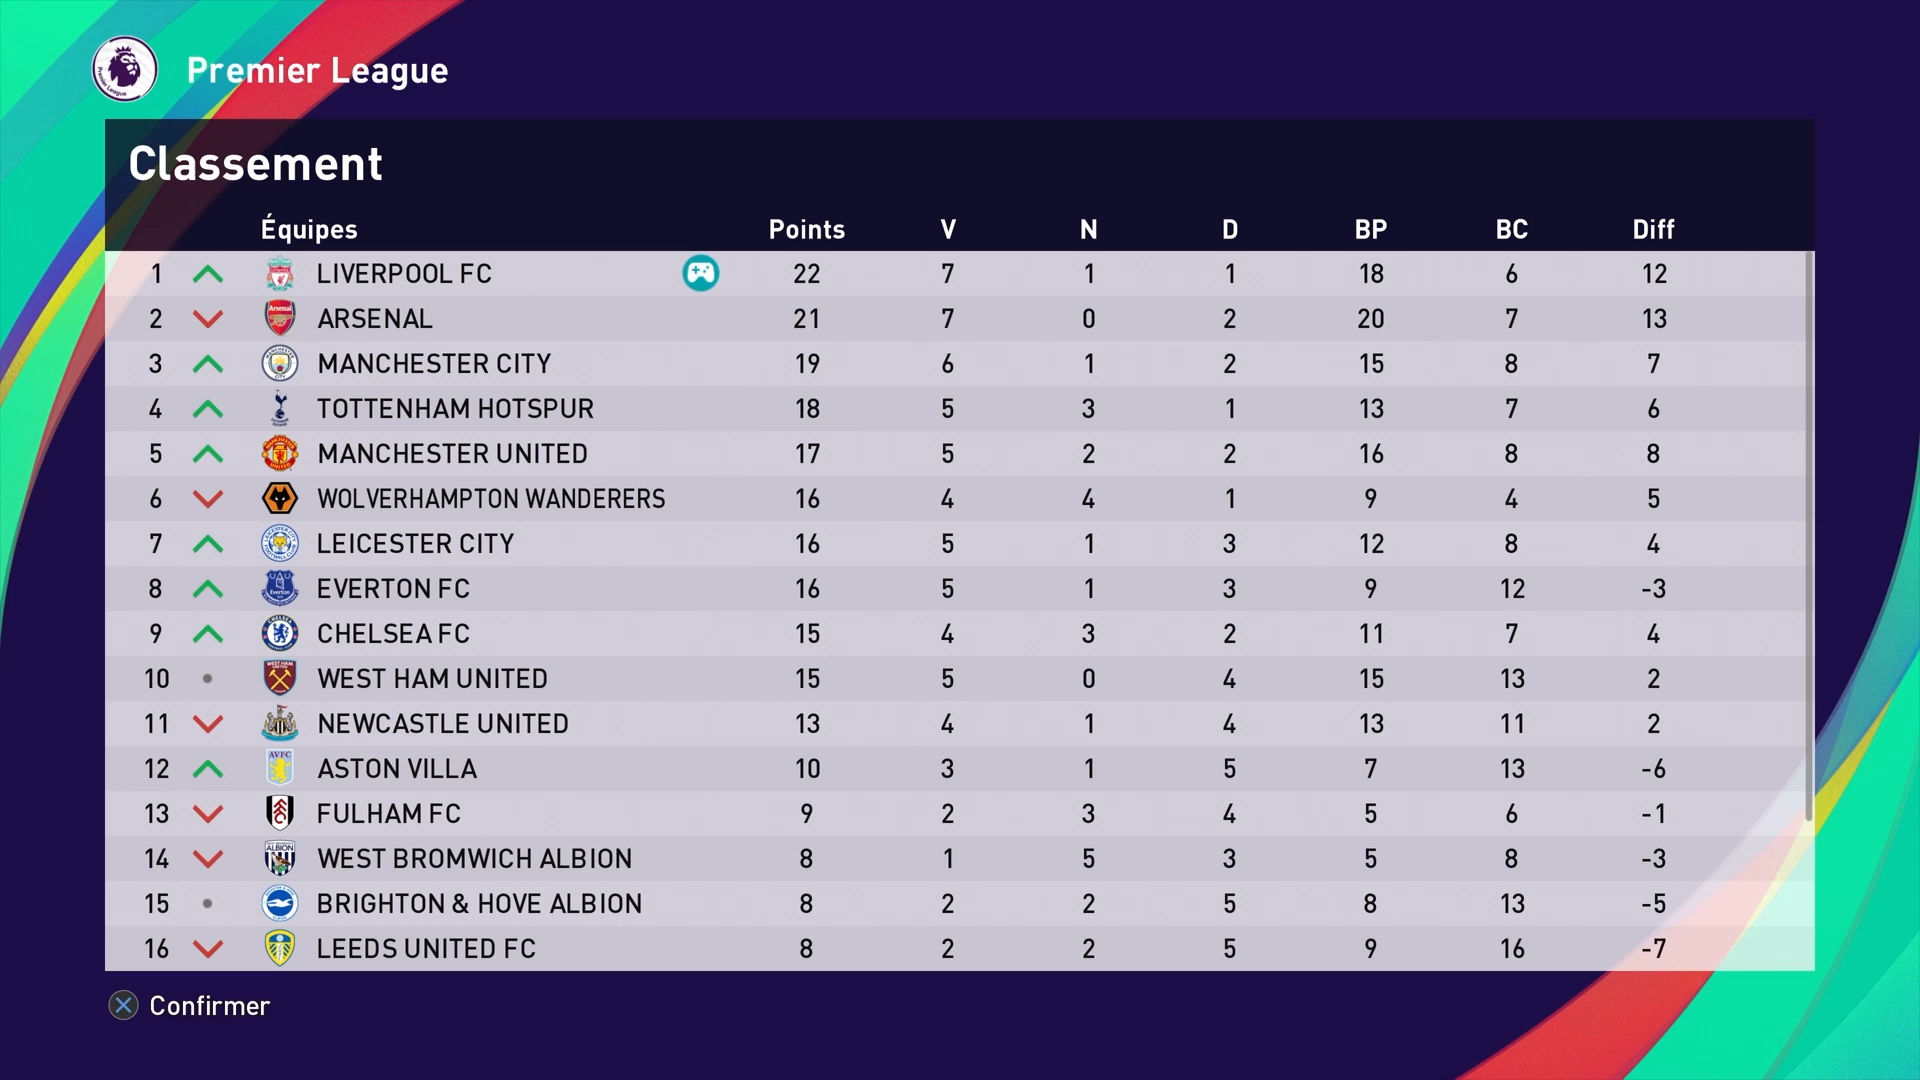 Premier League
Classement
Équipes Points V N D BP BC Diff
1 LIVERPOOL FC 22 7 1 1 18 6 12
2 ARSENAL 21 7 0 2 20 7 13
3 MANCHESTER CITY 19 6 1 2 15 8 7
4 TOTTENHAM HOTSPUR 18 5 3 1 13 7 6
5 MANCHESTER UNITED 17 5 2 2 16 8 8
6 WOLVERHAMPTON WANDERERS 16 4 4 1 9 4 5
7 LEICESTER CITY 16 5 1 3 12 8 4
8 EVERTON FC 16 5 1 3 9 12 -3
9 CHELSEA FC 15 4 3 2 11 7 4
10 WEST HAM UNITED 15 5 0 4 15 13 2
11 NEWCASTLE UNITED 13 4 1 4 13 11 2
12 ASTON VILLA 10 3 1 5 7 13 -6
13 FULHAM FC 9 2 3 4 5 6 -1
14 WEST BROMWICH ALBION 8 1 5 3 5 8 -3
15 BRIGHTON & HOVE ALBION 8 2 2 5 8 13 -5
16 LEEDS UNITED FC 8 2 2 5 9 16 -7
Confirmer